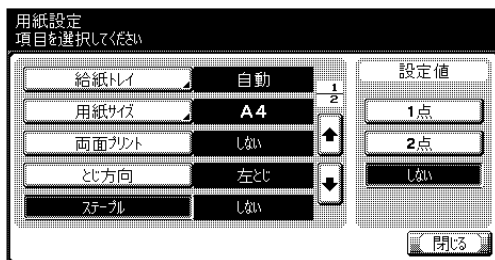 用紙設定
項目を選択してください
給紙トレイ 自動
用紙サイズ A4
両面プリント しない
とじ方向 左とじ
ステープル しない
1
2
設定値
1点
2点
しない
閉じる